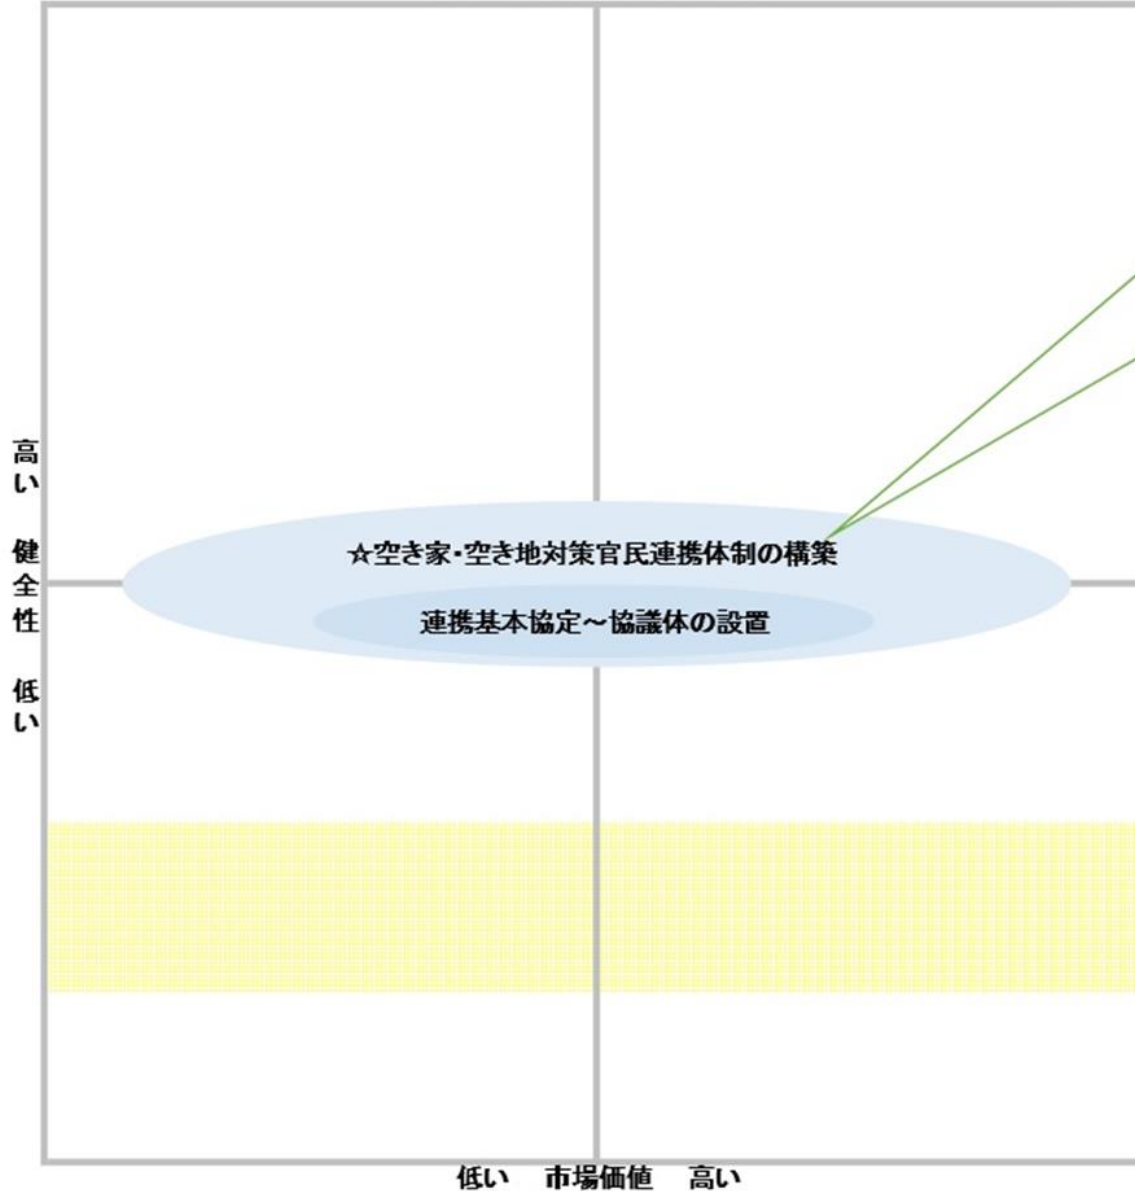 高い 健全性 低い
☆空き家・空き地対策官民連携体制の構築
連携基本協定～協議体の設置
低い 市場価値 高い